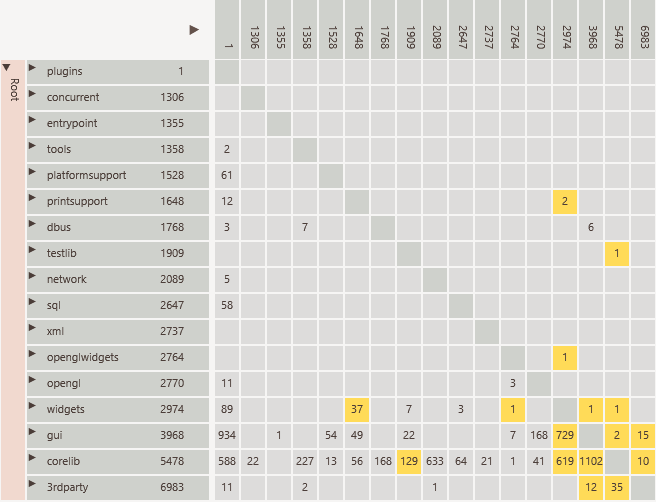 1 1306 1355 1358 1528 1648 1768 1909 2089 2647 2737 2764 2770 2974 3968 5478 6983
Root
plugins 1
concurrent 1306
entrypoint 1355
tools 1358 2
platformsupport 1528 61
printsupport 1648 12 2
dbus 1768 3 7 6
testlib 1909 1
network 2089 5
sql 2647 58
xml 2737
openglwidgets 2764 1
opengl 2770 11 3
widgets 2974 89 37 7 3 1 1 1
gui 3968 934 1 54 49 22 7 168 729 2 15
corelib 5478 588 22 227 13 56 168 129 633 64 21 1 41 619 1102 10
3rdparty 6983 11 2 1 12 35